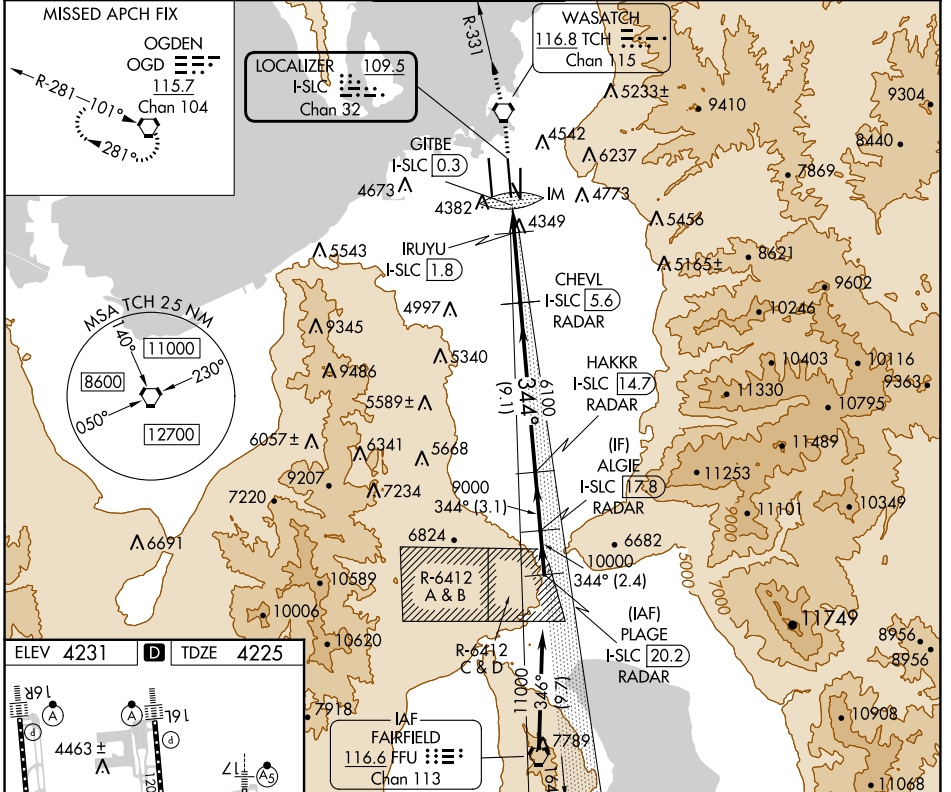 MISSED APCH FIX
OGDEN
OGD
115.7
Chan 104
R-281-101°
281°
LOCALIZER 109.5
I-SLC
Chan 32
R-331
WASATCH
116.8 TCH
Chan 115
5233±
9410
9304
8440
4542
6237
7869
GITBE
I-SLC 0.3
4673
4382
IM
4773
4349
5456
IRUYU
I-SLC 1.8
5543
5165±
8621
CHEVL
I-SLC 5.6
RADAR
9602
10246
4997
MSA TCH 25 NM
140°
11000
8600
230°
050°
12700
9345
9486
5340
5589±
344°
6100
(9.1)
HAKKR
I-SLC 14.7
RADAR
10403
10116
9363
11330
10795
6057±
6341
5668
(IF)
ALGIE
I-SLC 17.8
RADAR
11489
11253
9207
7220
7234
9000
344° (3.1)
11101
10349
6691
6824
6682
10000
344° (2.4)
R-6412
A & B
10589
10006
10620
(IAF)
PLAGE
I-SLC 20.2
RADAR
11749
8956
8956
R-6412
C & D
11000
346°
(9.7)
ELEV 4231
D
TDZE 4225
16R
A
A
16L
P
P
4463 ±
17
A5
120
7918
IAF
FAIRFIELD
116.6 FFU
Chan 113
7789
10908
11068